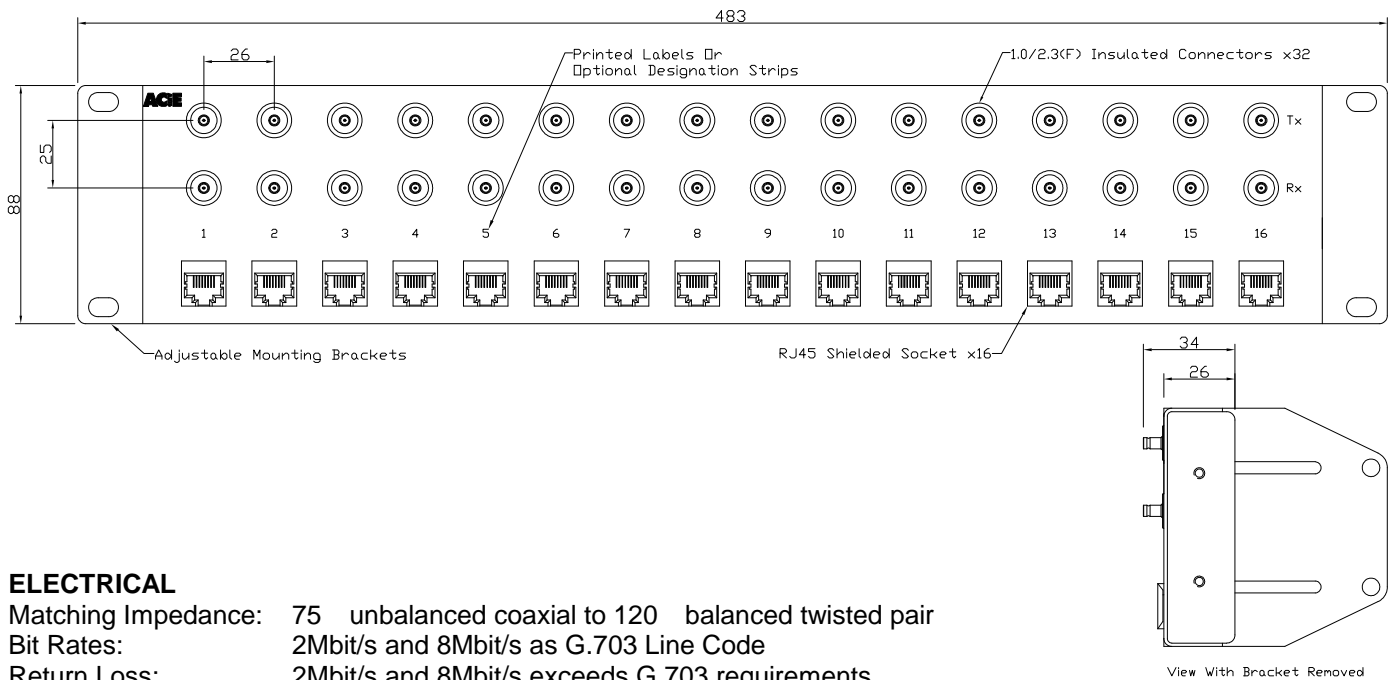 483
26
Printed Labels Or
Optional Designation Strips
1.0/2.3(F) Insulated Connectors x32
ACiE
Tx
25
88
Rx
1 2 3 4 5 6 7 8 9 10 11 12 13 14 15 16
Adjustable Mounting Brackets
RJ45 Shielded Socket x16
34
26
View With Bracket Removed
ELECTRICAL
Matching Impedance: 75 unbalanced coaxial to 120 balanced twisted pair
Bit Rates: 2Mbit/s and 8Mbit/s as G.703 Line Code
Return Loss: 2Mbit/s and 8Mbit/s exceeds G.703 requirements